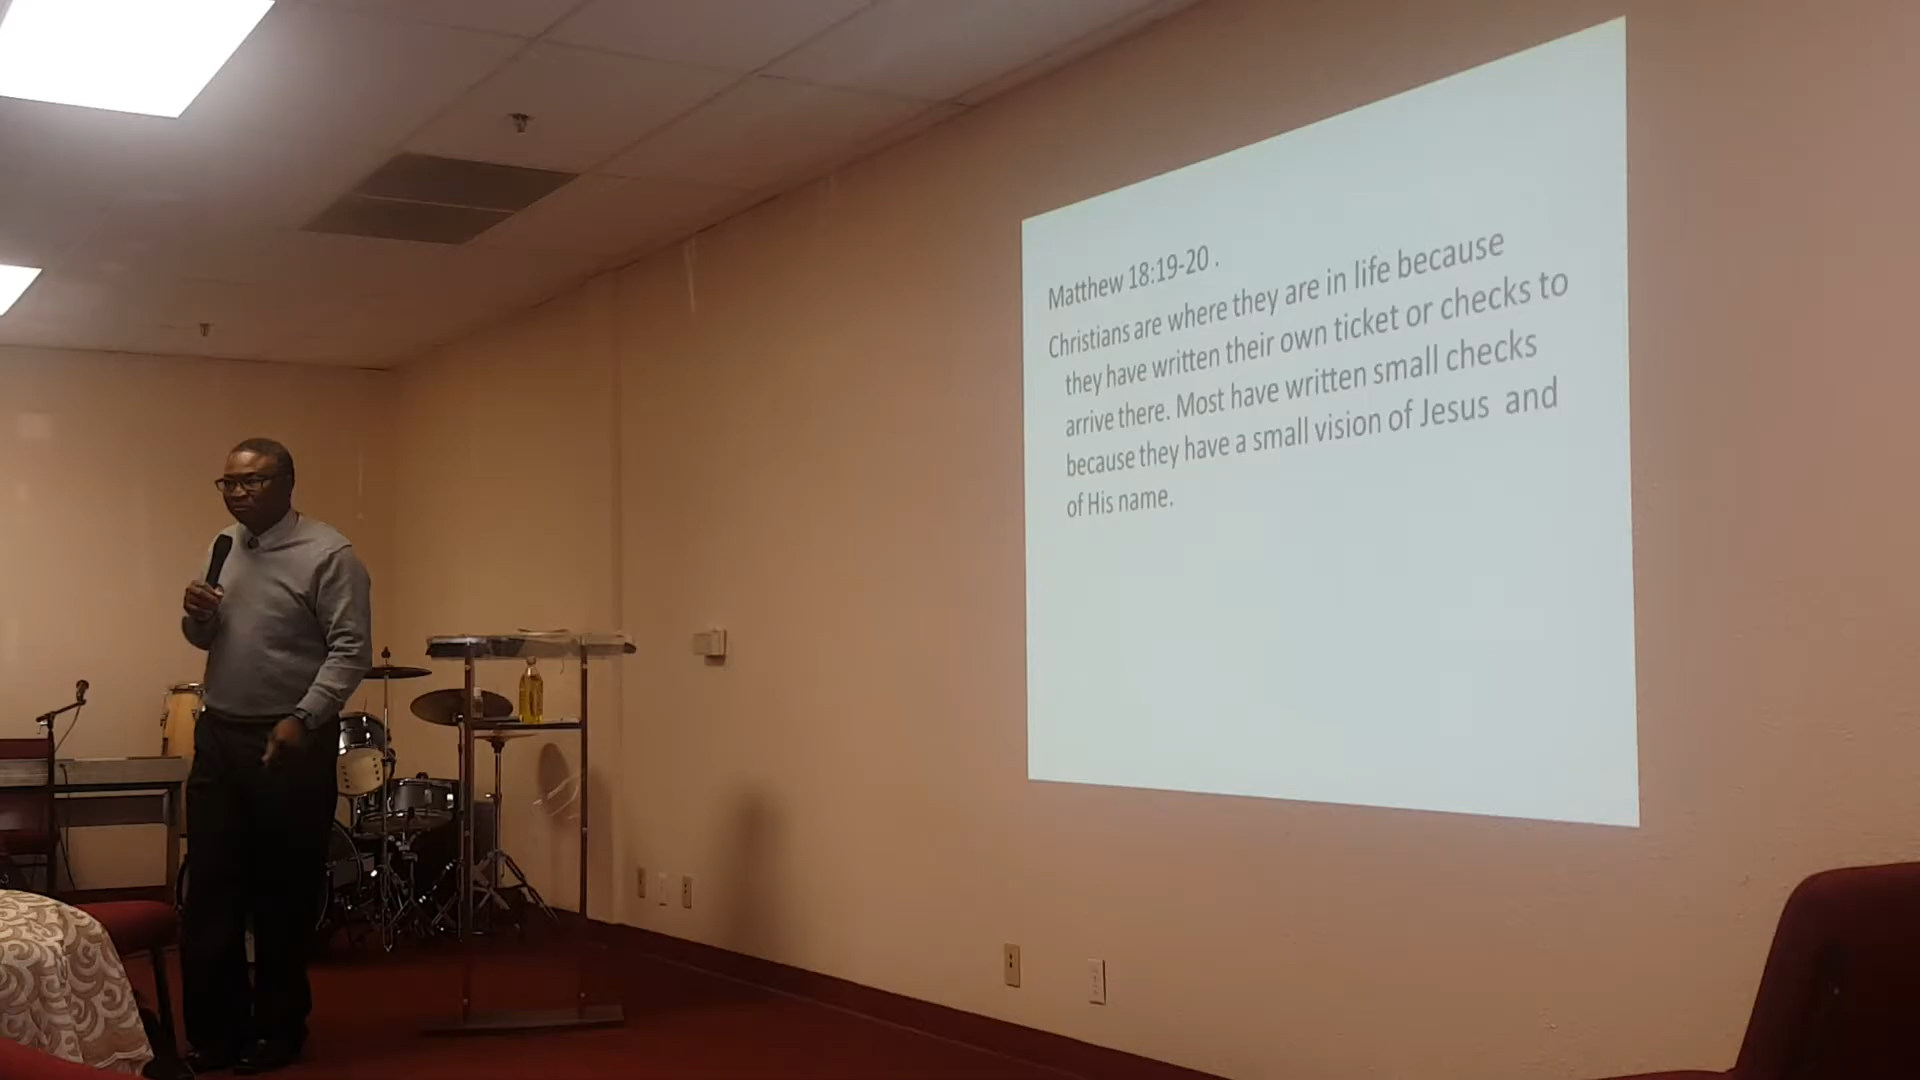 Matthew 18:19-20 .
Christians are where they are in life because
they have written their own ticket or checks to
arrive there. Most have written small checks
because they have a small vision of Jesus and
of His name.